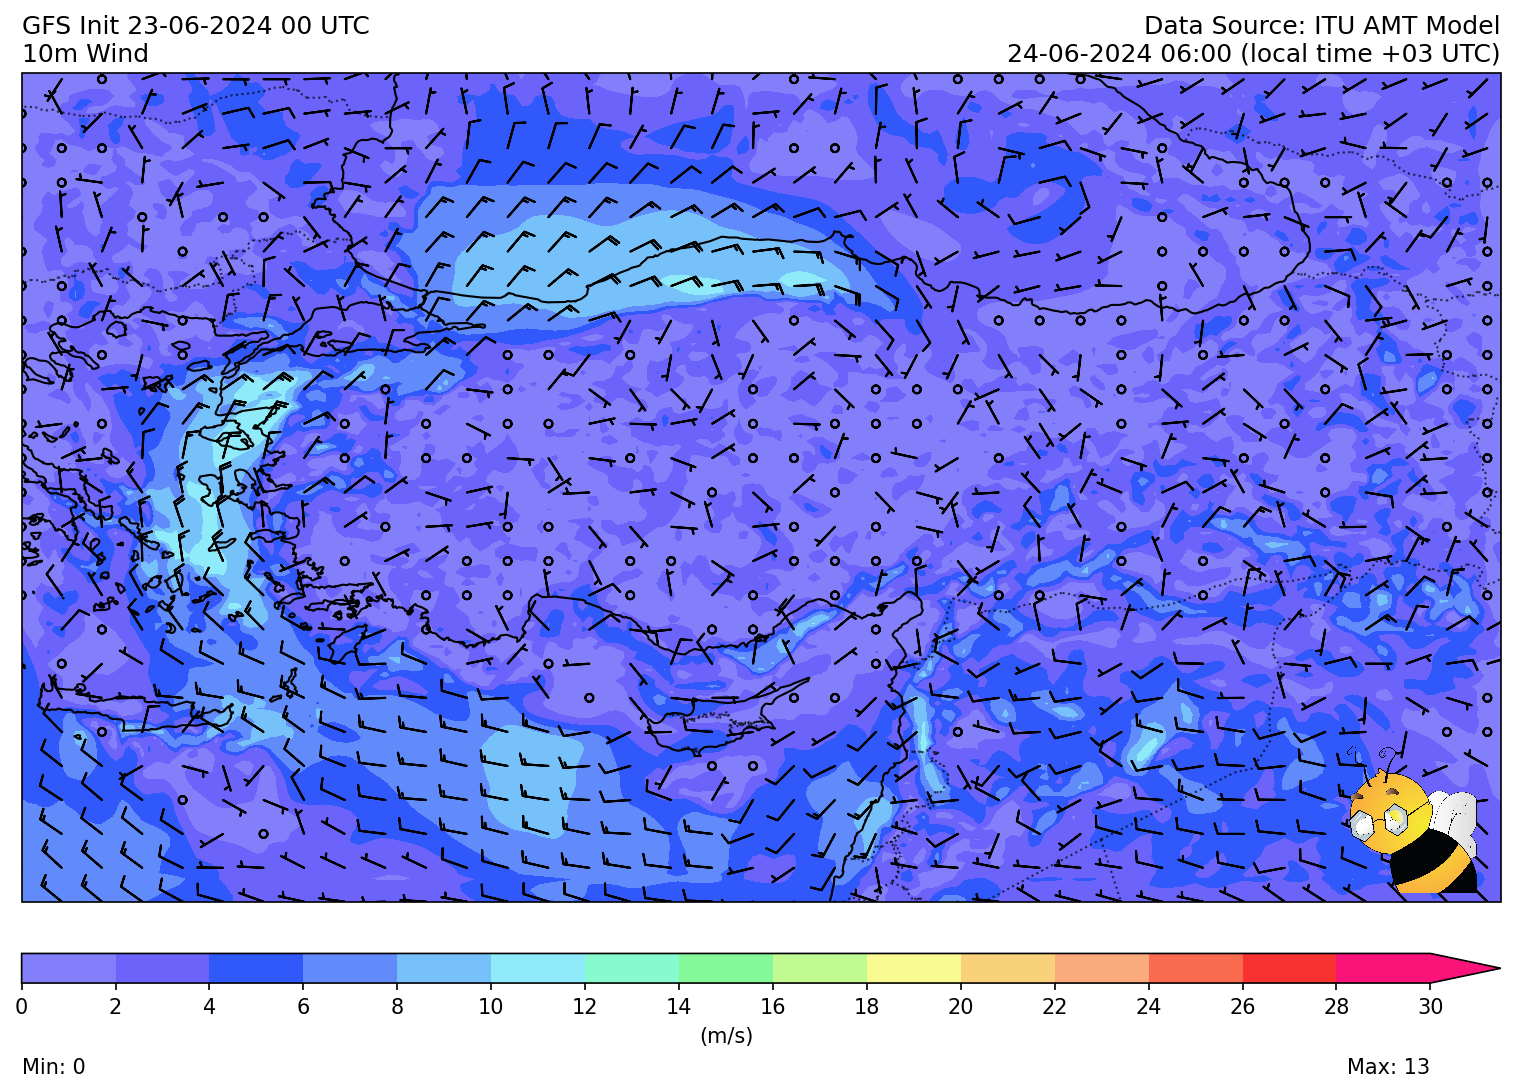 GFS Init 23-06-2024 00 UTC
Data Source: ITU AMT Model
10m Wind
24-06-2024 06:00 (local time +03 UTC)
0 2 4 6 8 10 12 14 16 18 20 22 24 26 28 30
(m/s)
Min: 0
Max: 13